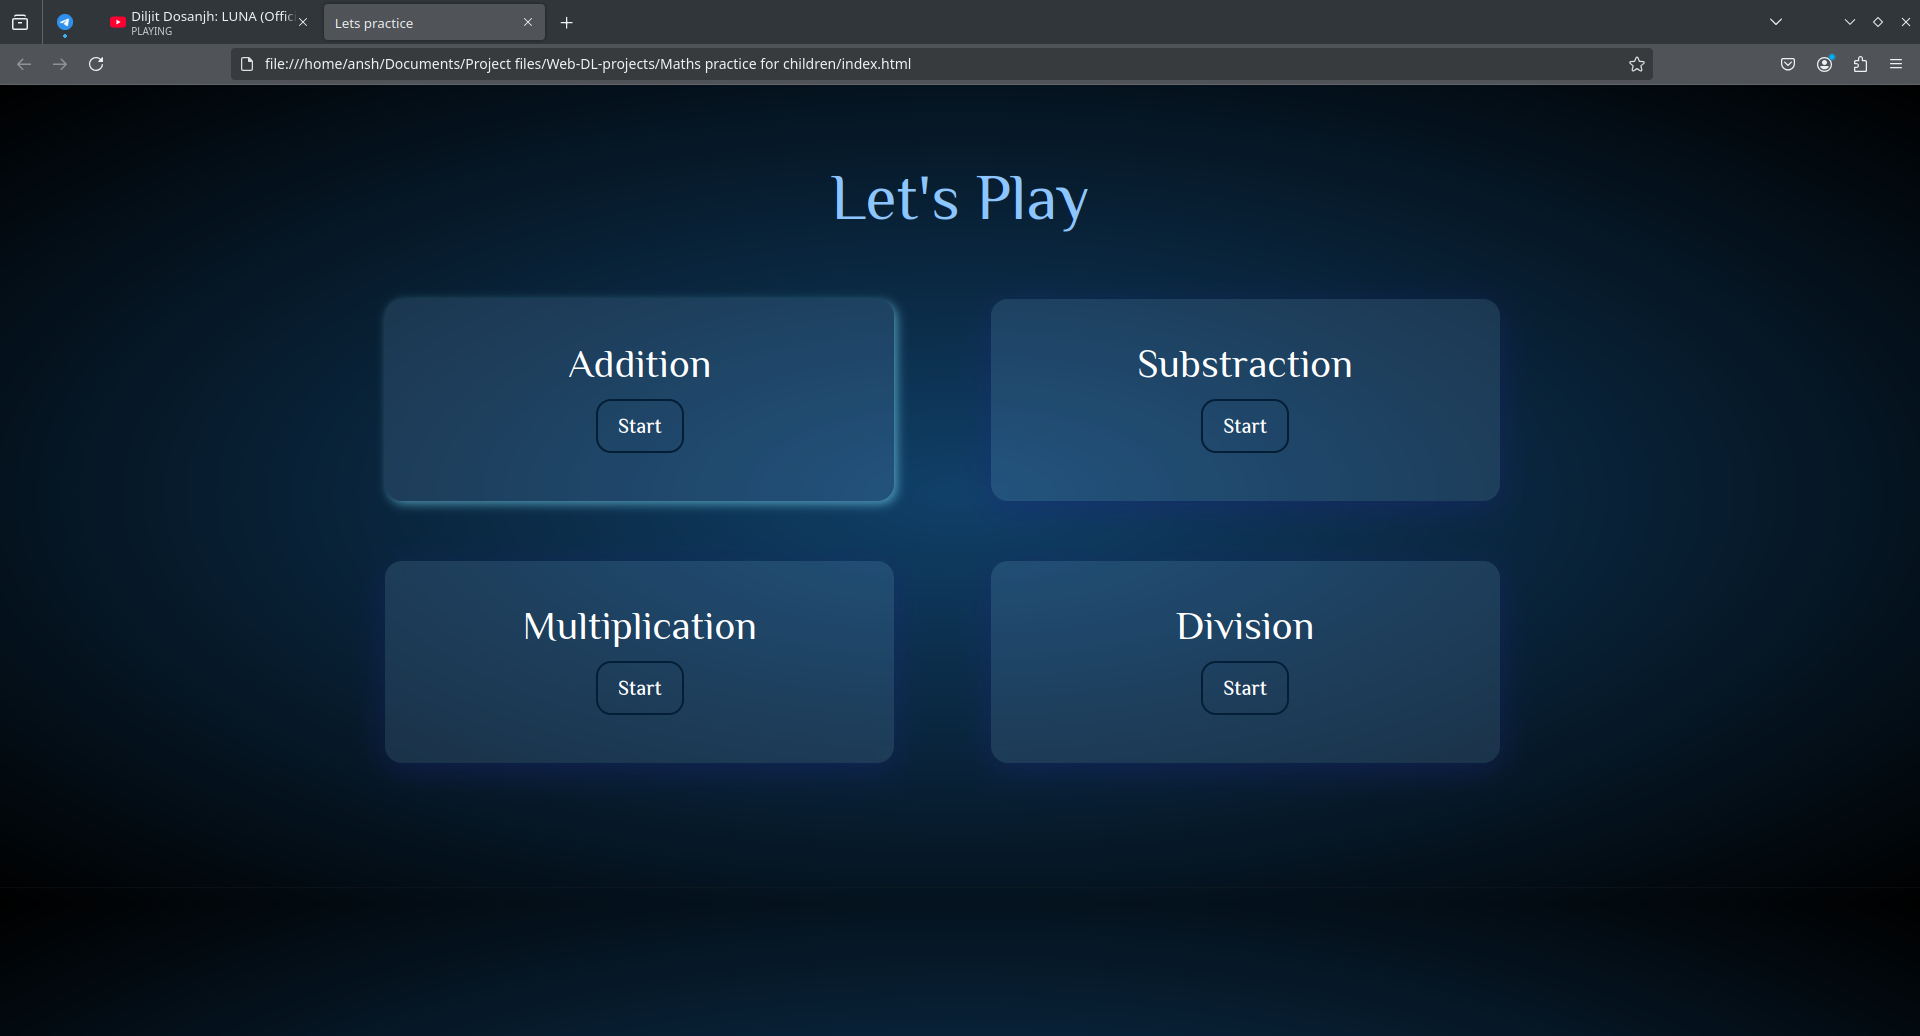 Diljit Dosanjh: LUNA (Offici
PLAYING
Lets practice
file:///home/ansh/Documents/Project files/Web-DL-projects/Maths practice for children/index.html
Let's Play
Addition
Start
Substraction
Start
Multiplication
Start
Division
Start